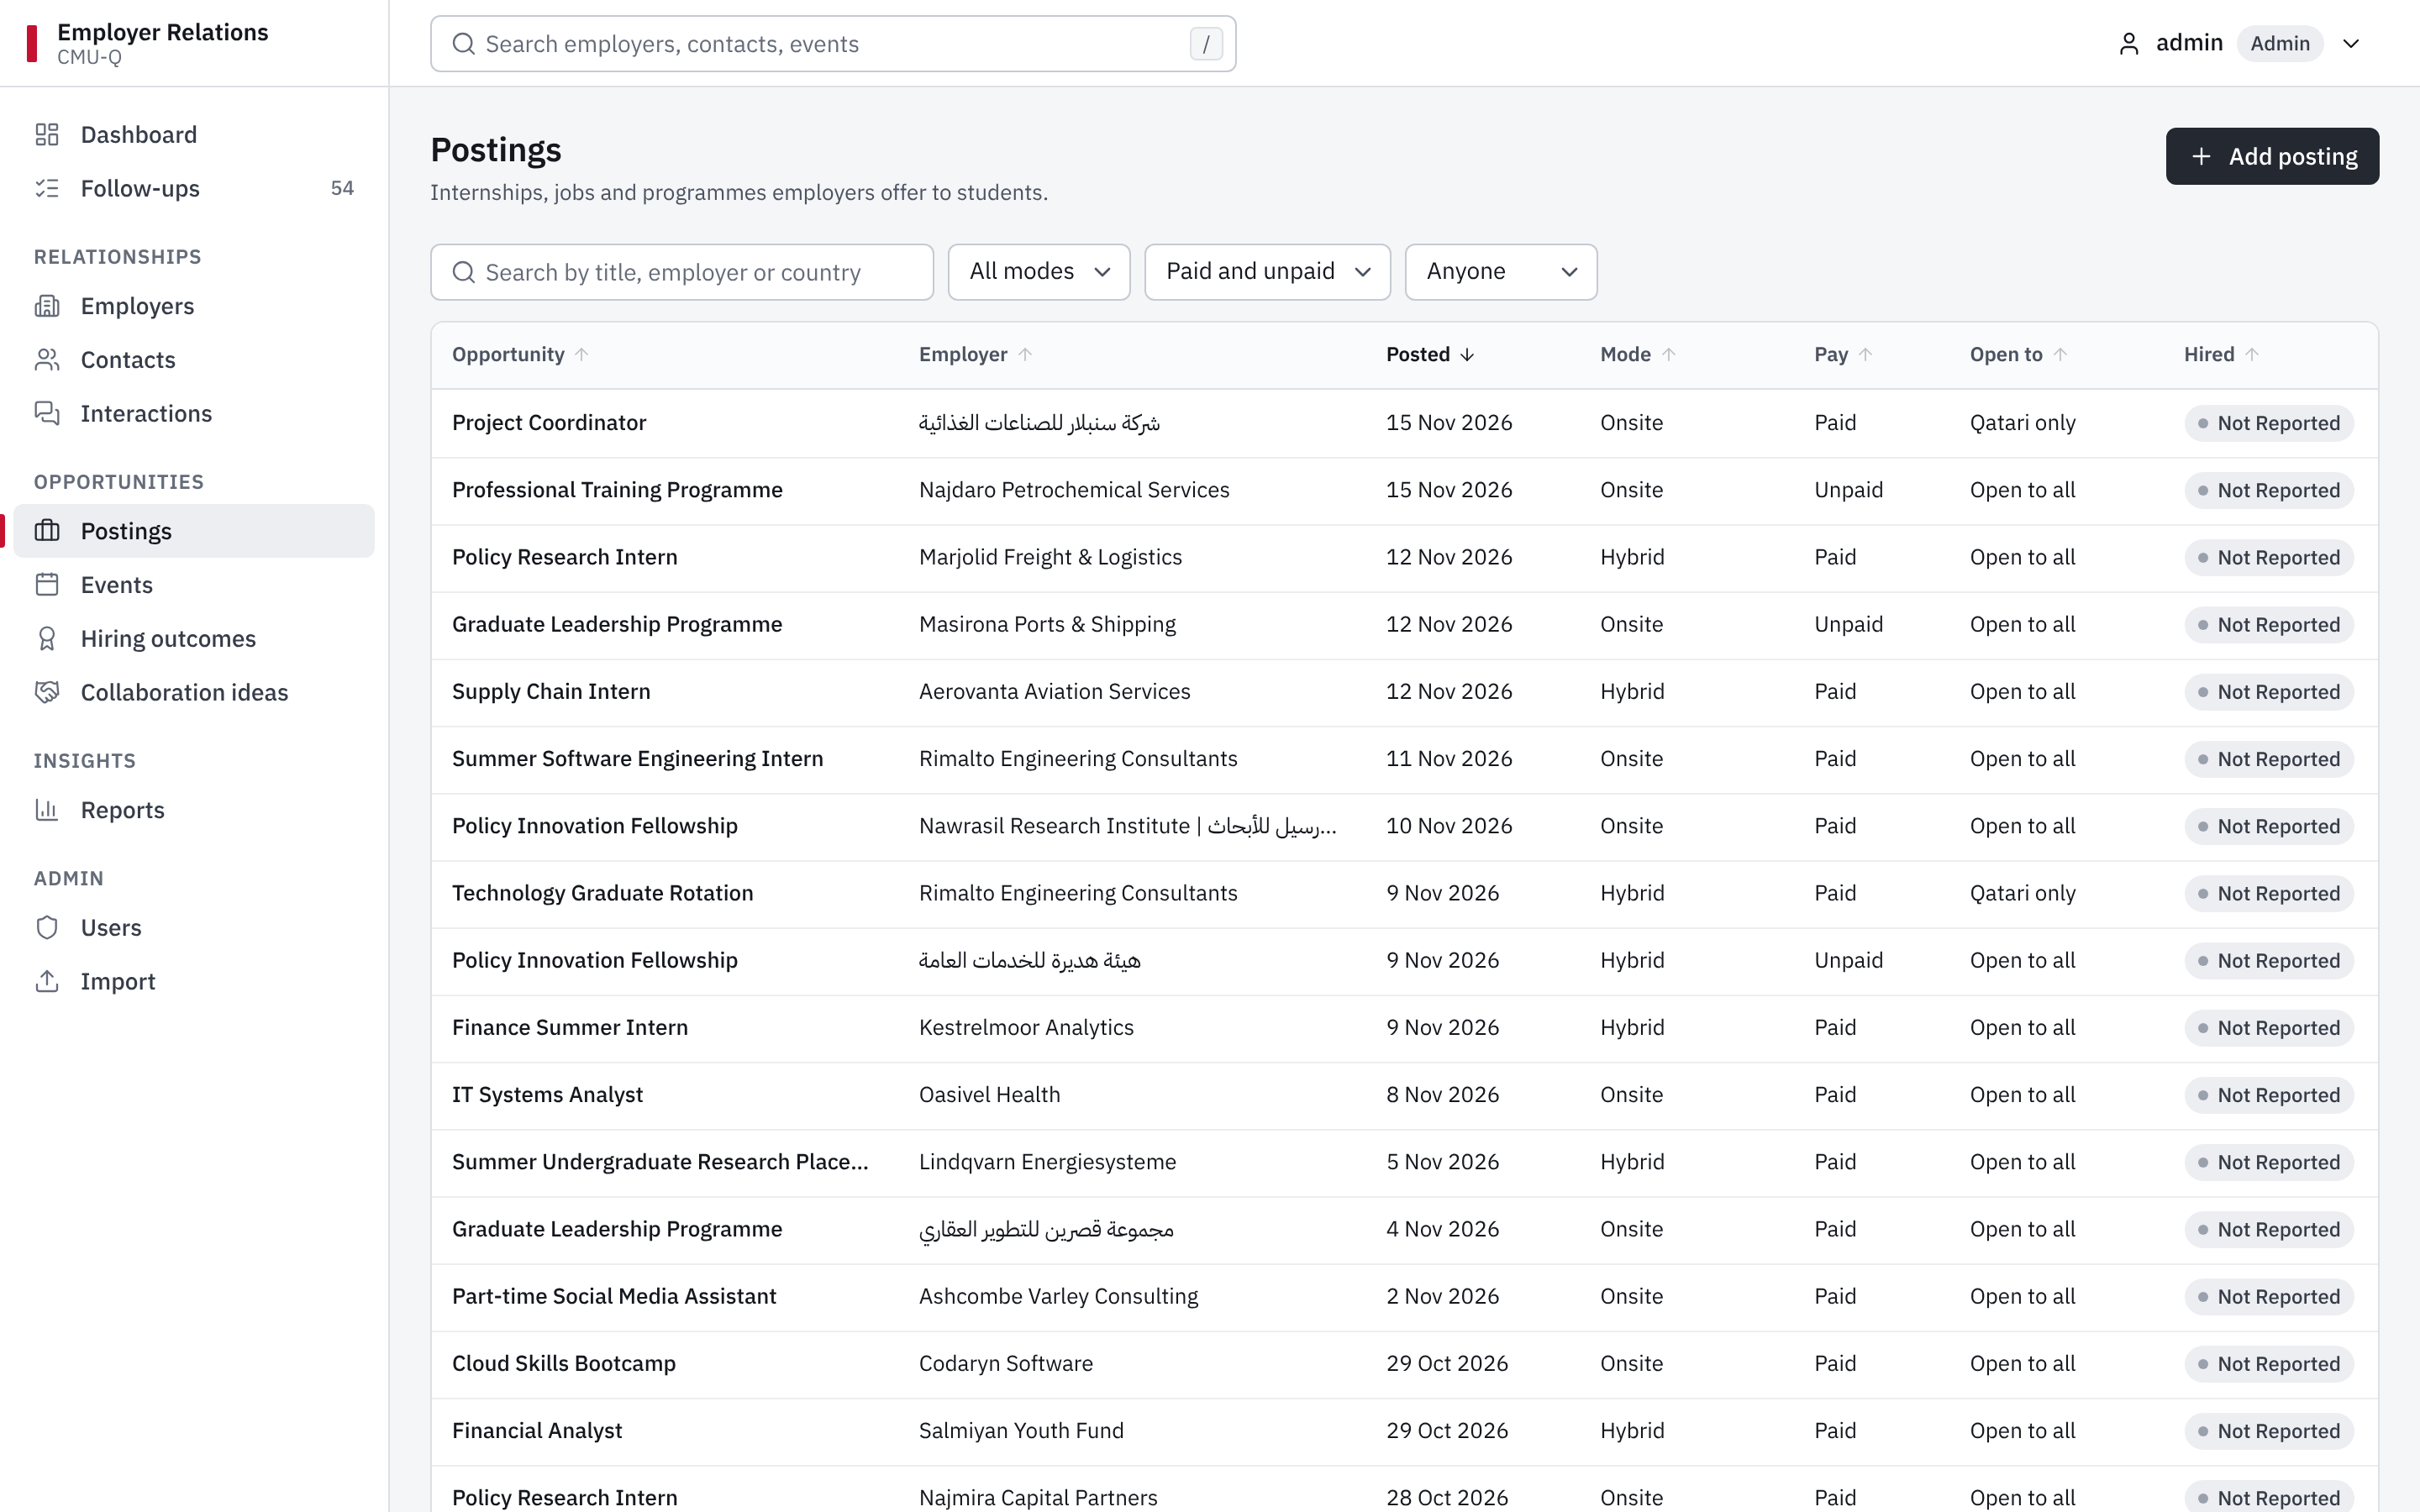 Employer Relations
CMU-Q
Search employers, contacts, events /
admin Admin
Dashboard
Follow-ups 54
RELATIONSHIPS
Employers
Contacts
Interactions
OPPORTUNITIES
Postings
Events
Hiring outcomes
Collaboration ideas
INSIGHTS
Reports
ADMIN
Users
Import
Postings
Internships, jobs and programmes employers offer to students.
Add posting
Search by title, employer or country All modes Paid and unpaid Anyone
Opportunity Employer Posted Mode Pay Open to Hired
Project Coordinator شركة سنبلار للصناعات الغذائية 15 Nov 2026 Onsite Paid Qatari only Not Reported
Professional Training Programme Najdaro Petrochemical Services 15 Nov 2026 Onsite Unpaid Open to all Not Reported
Policy Research Intern Marjolid Freight & Logistics 12 Nov 2026 Hybrid Paid Open to all Not Reported
Graduate Leadership Programme Masirona Ports & Shipping 12 Nov 2026 Onsite Unpaid Open to all Not Reported
Supply Chain Intern Aerovanta Aviation Services 12 Nov 2026 Hybrid Paid Open to all Not Reported
Summer Software Engineering Intern Rimalto Engineering Consultants 11 Nov 2026 Onsite Paid Open to all Not Reported
Policy Innovation Fellowship Nawrasil Research Institute | رسيل للأبحاث... 10 Nov 2026 Onsite Paid Open to all Not Reported
Technology Graduate Rotation Rimalto Engineering Consultants 9 Nov 2026 Hybrid Paid Qatari only Not Reported
Policy Innovation Fellowship هيئة هديرة للخدمات العامة 9 Nov 2026 Hybrid Unpaid Open to all Not Reported
Finance Summer Intern Kestrelmoor Analytics 9 Nov 2026 Hybrid Paid Open to all Not Reported
IT Systems Analyst Oasivel Health 8 Nov 2026 Onsite Paid Open to all Not Reported
Summer Undergraduate Research Place... Lindqvarn Energiesysteme 5 Nov 2026 Hybrid Paid Open to all Not Reported
Graduate Leadership Programme مجموعة قصرين للتطوير العقاري 4 Nov 2026 Onsite Paid Open to all Not Reported
Part-time Social Media Assistant Ashcombe Varley Consulting 2 Nov 2026 Onsite Paid Open to all Not Reported
Cloud Skills Bootcamp Codaryn Software 29 Oct 2026 Onsite Paid Open to all Not Reported
Financial Analyst Salmiyan Youth Fund 29 Oct 2026 Hybrid Paid Open to all Not Reported
Policy Research Intern Najmira Capital Partners 28 Oct 2026 Onsite Paid Open to all Not Reported